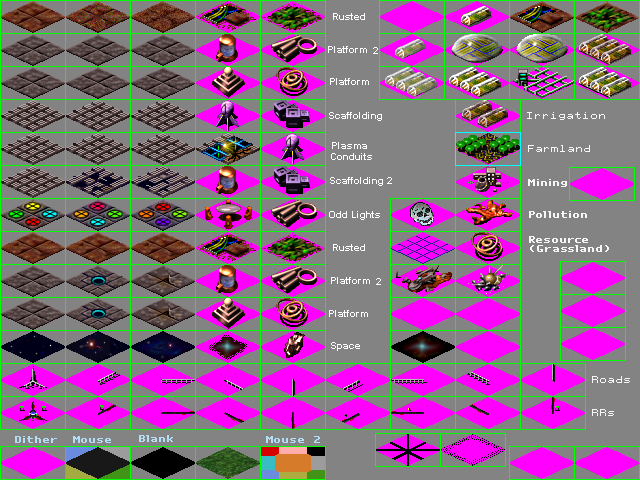 Rusted
Platform 2
Platform
Scaffolding
Irrigation
Plasma
Conduits
Farmland
Scaffolding 2
Mining
Odd Lights
Pollution
Rusted
Resource
(Grassland)
Platform 2
Platform
Space
Roads
RRs
Dither Mouse Blank Mouse 2